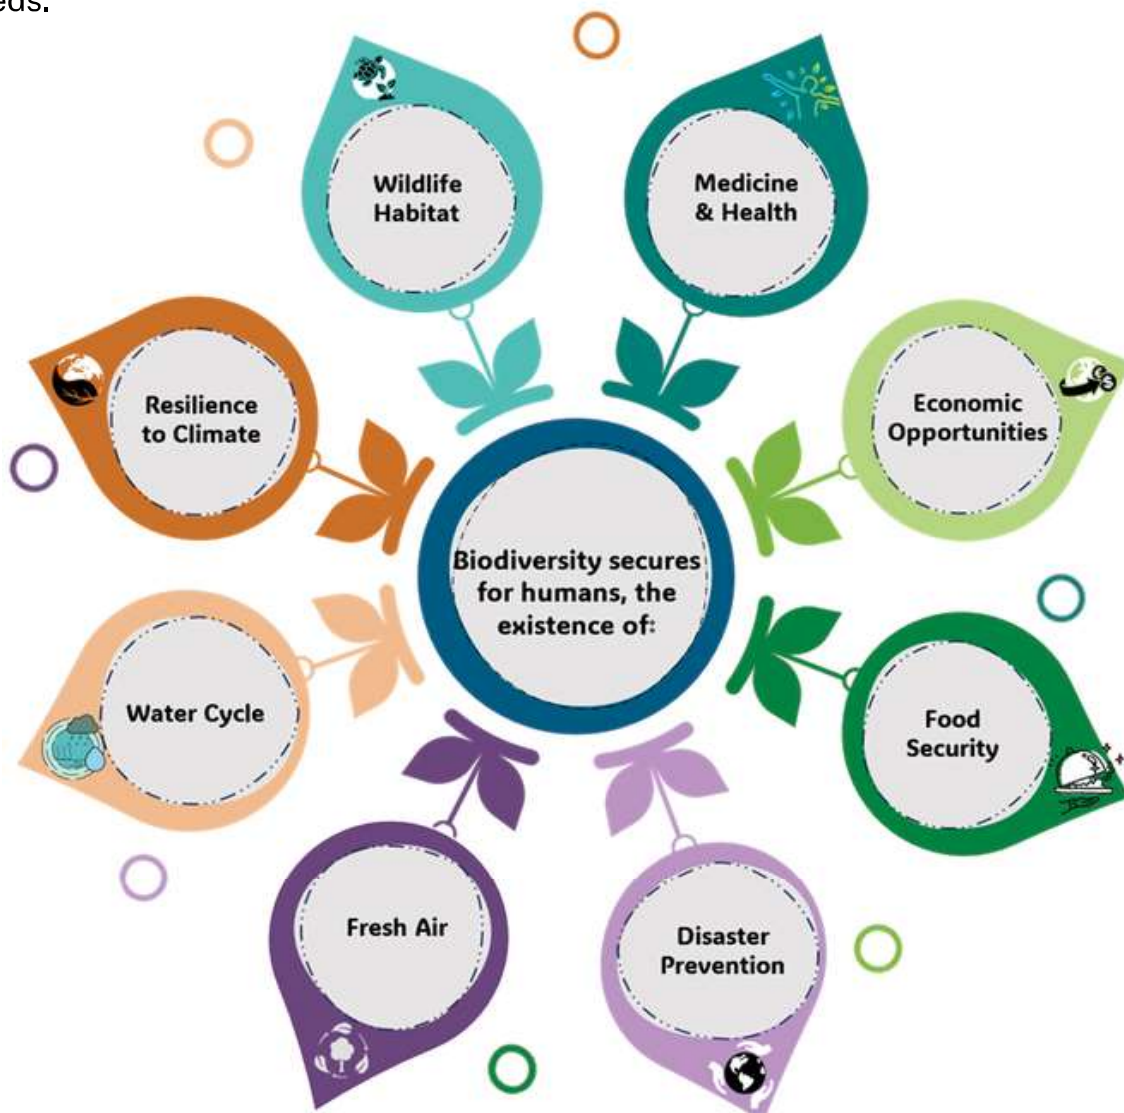 eds.
Wildlife
Habitat
Medicine
& Health
Economic
Opportunities
Food
Security
Disaster
Prevention
Fresh Air
Water Cycle
Resilience
to Climate
Biodiversity secures
for humans, the
existence of: